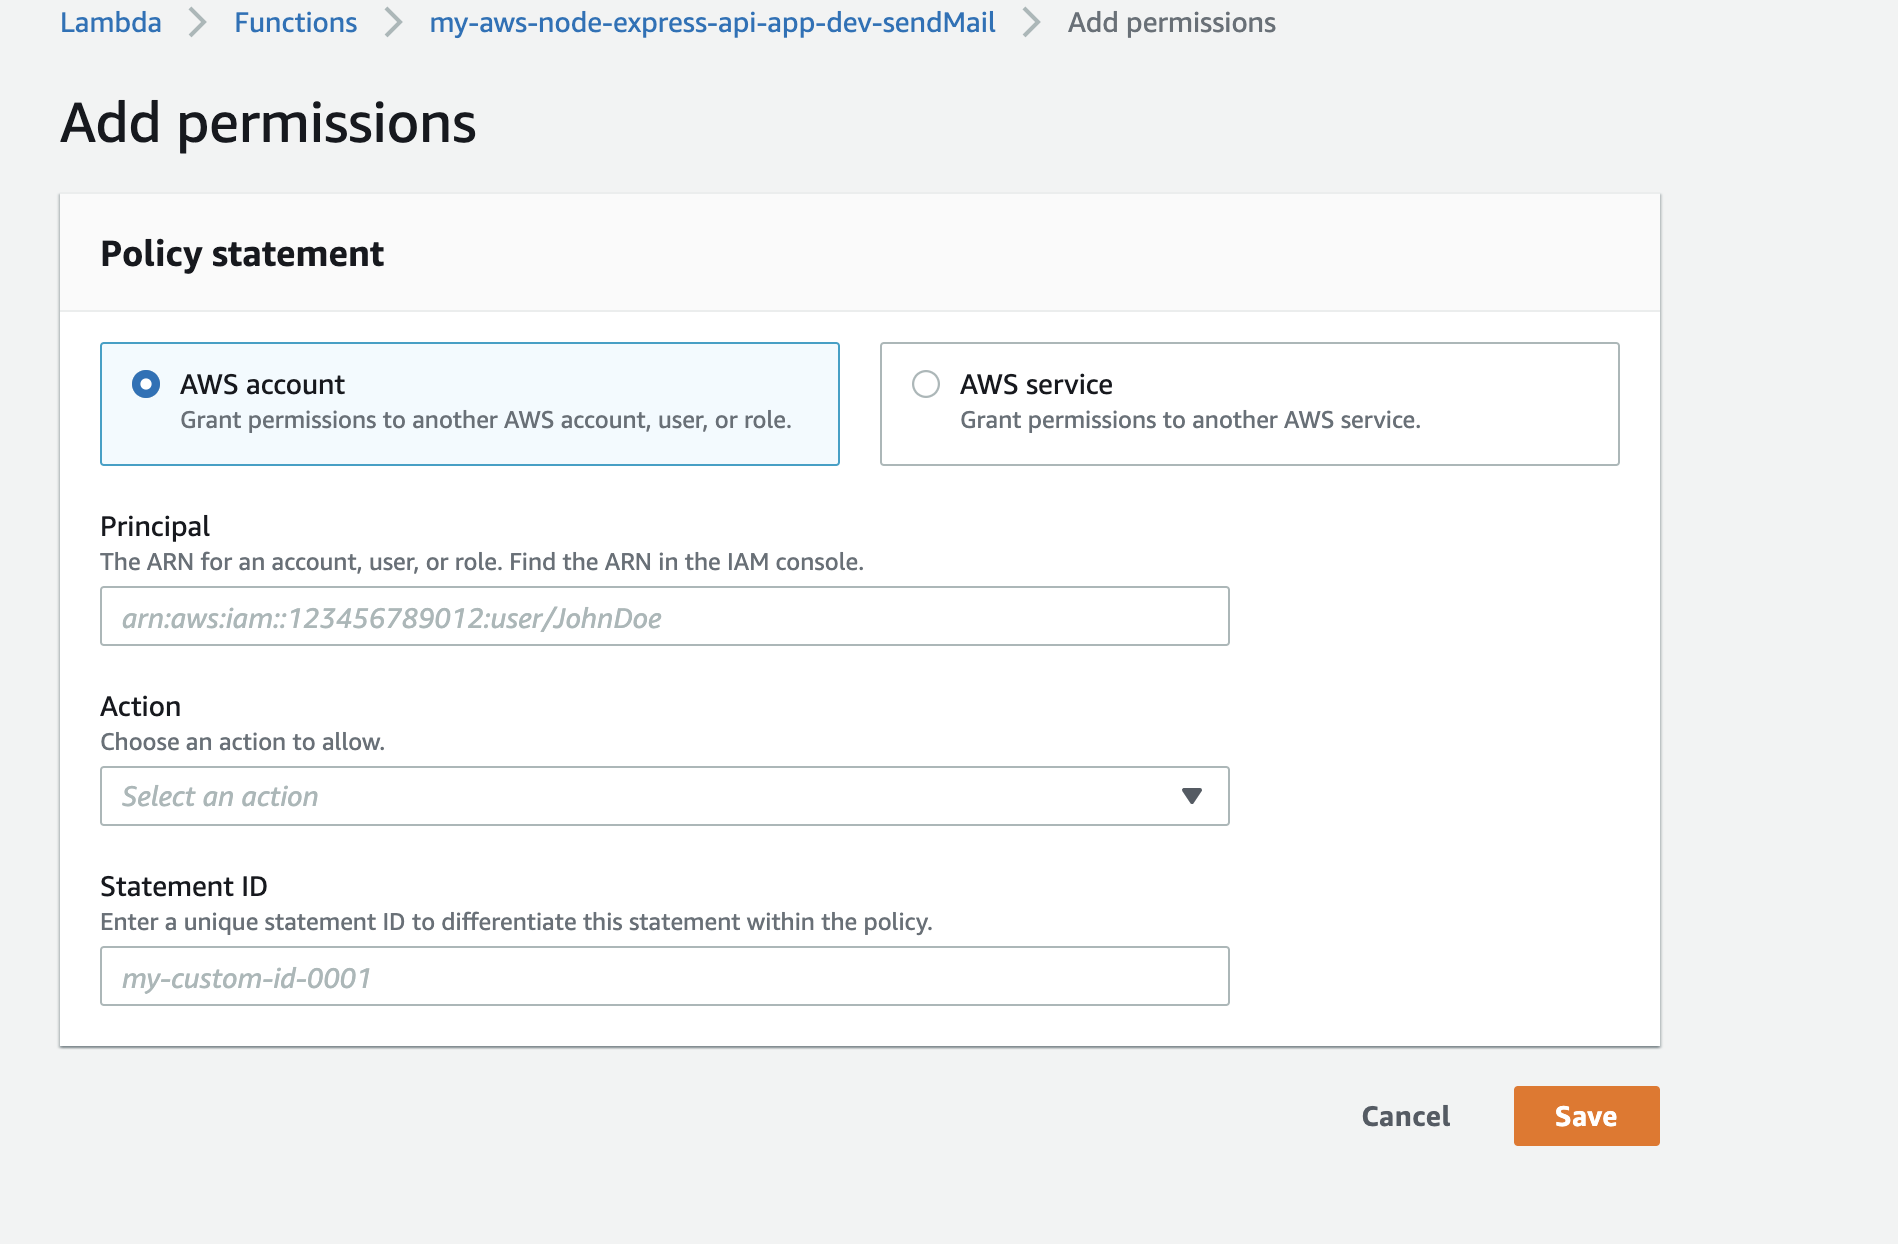 Lambda > Functions > my-aws-node-express-api-app-dev-sendMail > Add permissions
Add permissions
Policy statement
AWS account
Grant permissions to another AWS account, user, or role.
AWS service
Grant permissions to another AWS service.
Principal
The ARN for an account, user, or role. Find the ARN in the IAM console.
arn:aws:iam::123456789012:user/JohnDoe
Action
Choose an action to allow.
Select an action
Statement ID
Enter a unique statement ID to differentiate this statement within the policy.
my-custom-id-0001
Cancel
Save